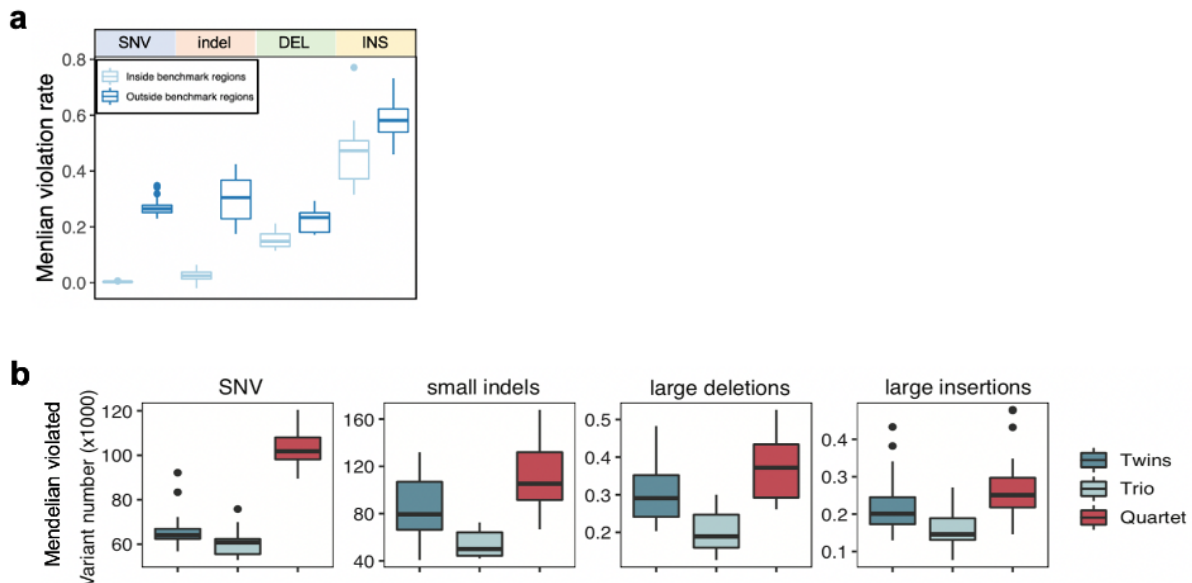 a
SNV indel DEL INS
Inside benchmark regions
Outside benchmark regions
Menlian violation rate
0.8
0.6
0.4
0.2
0.0
b
SNV small indels large deletions large insertions
Mendelian violated
Variant number (x1000)
120
100
80
60
160
120
80
40
0.5
0.4
0.3
0.2
0.4
0.3
0.2
0.1
Twins
Trio
Quartet